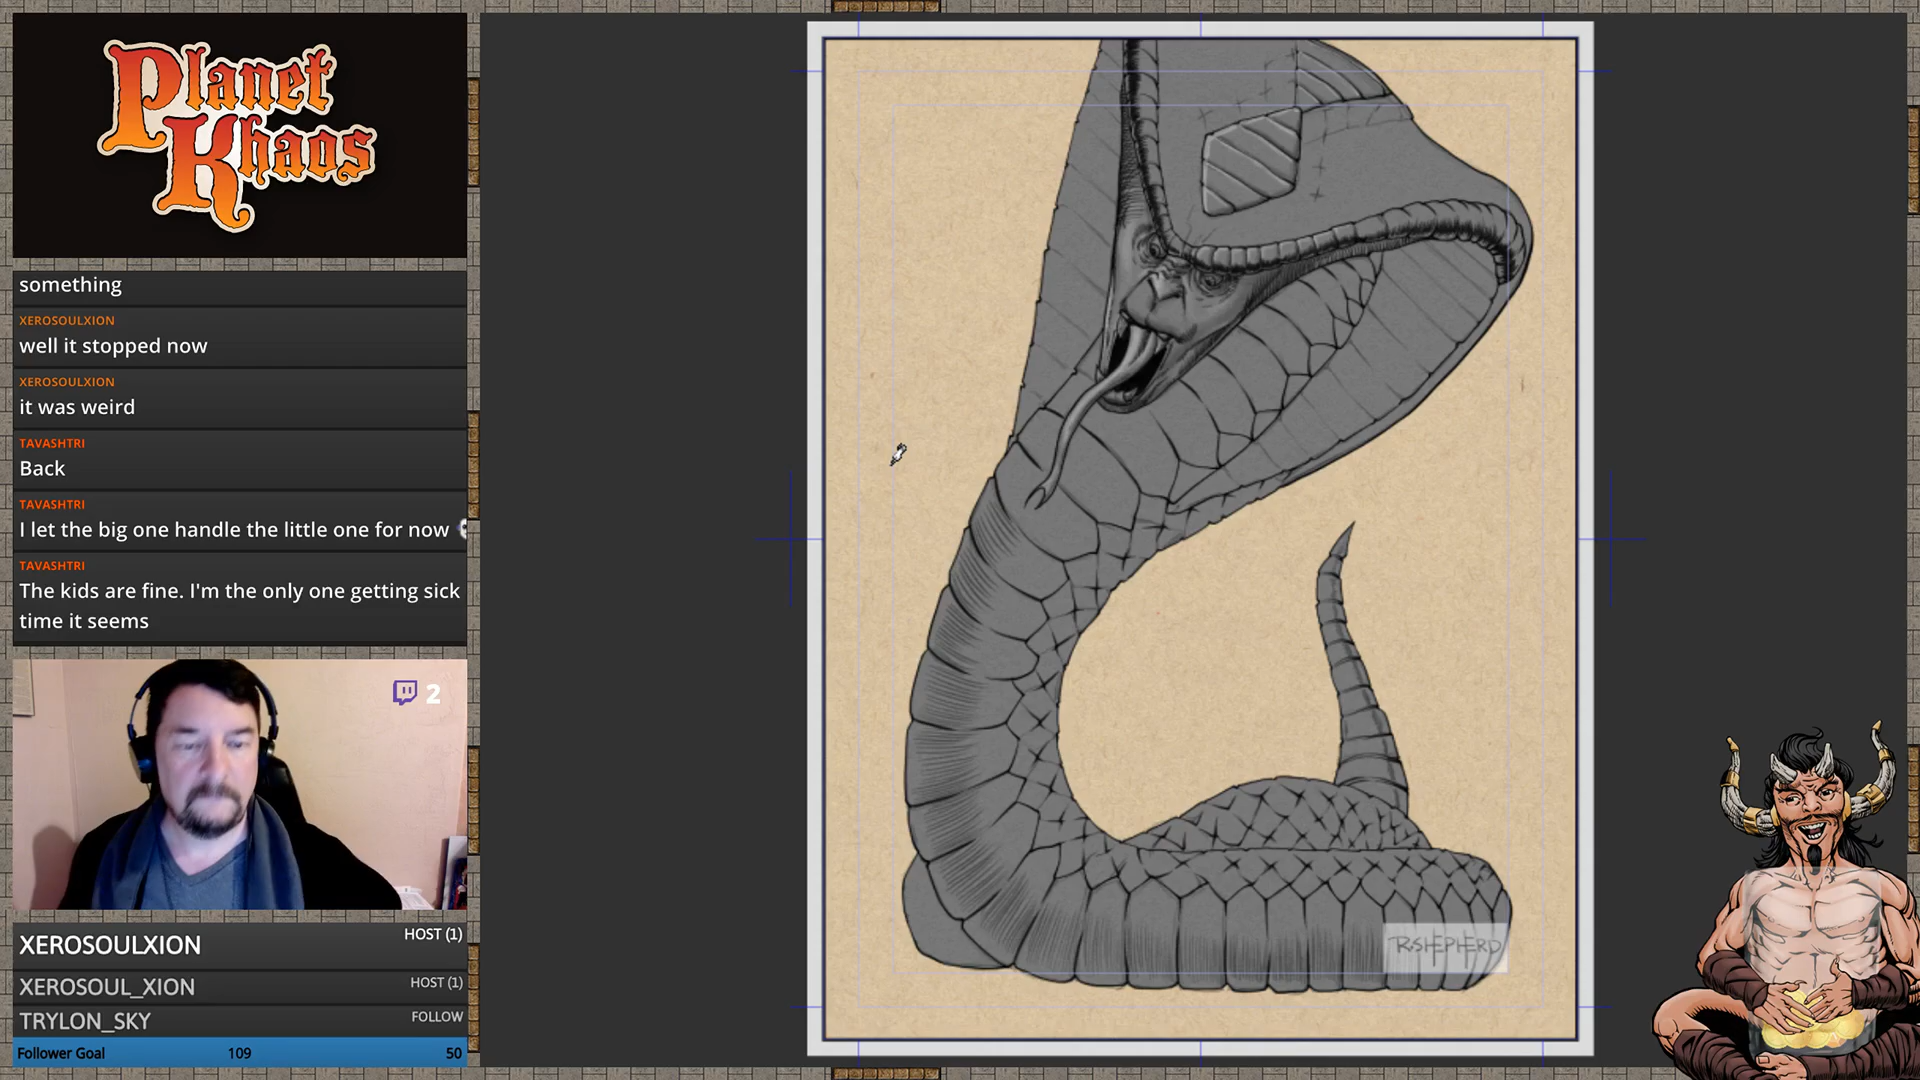 Planet
Khaos
something
XEROSOULXION
well it stopped now
XEROSOULXION
it was weird
TAVASHTRI
Back
TAVASHTRI
I let the big one handle the little one for now
TAVASHTRI
The kids are fine. I'm the only one getting sick
time it seems
2
XEROSOULXION HOST (1)
XEROSOUL_XION HOST (1)
TRYLON_SKY FOLLOW
Follower Goal 109 50
TRSHEPHERD